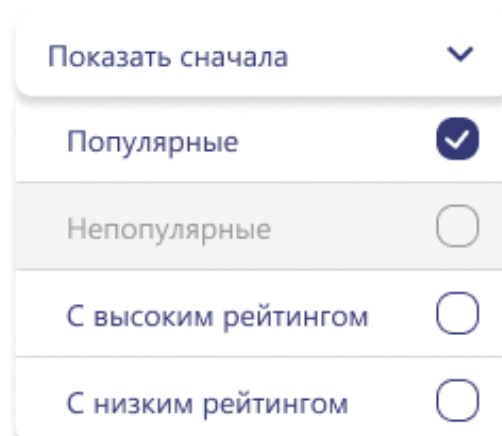 Показать сначала
Популярные
Непопулярные
С высоким рейтингом
С низким рейтингом